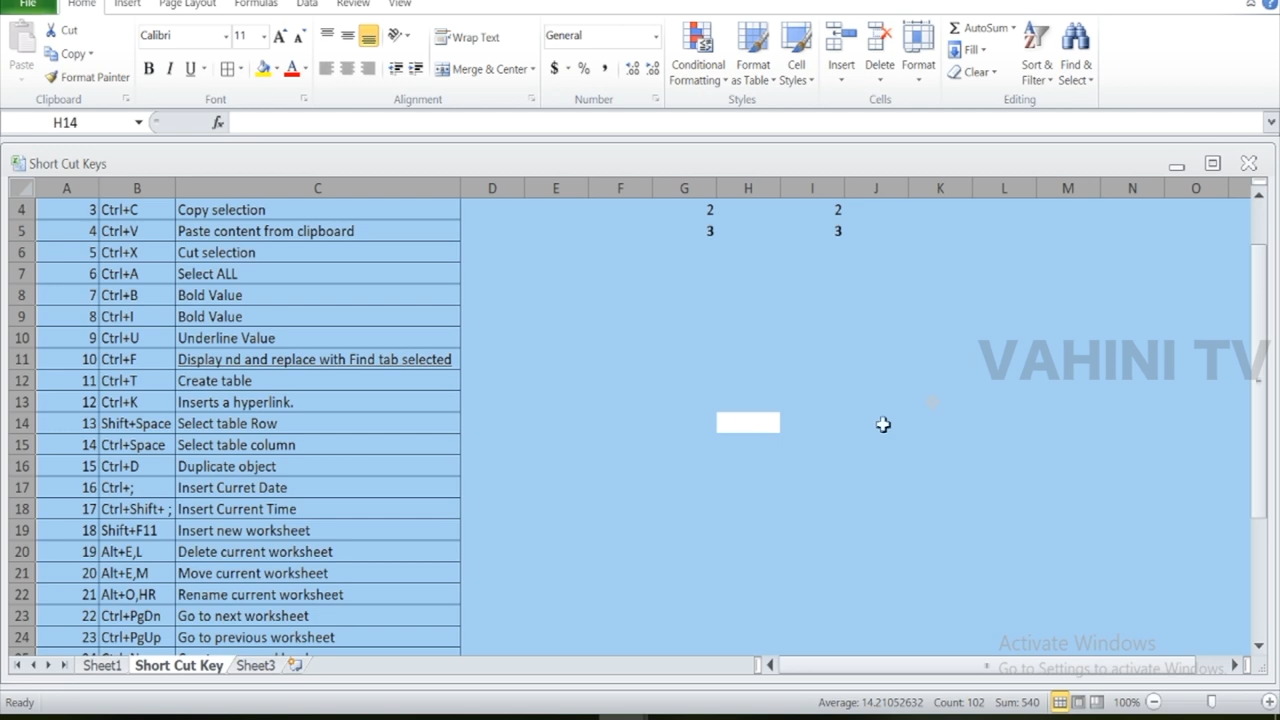 File Home Insert Page Layout Formulas Data Review View
Cut
Copy
Format Painter
Paste
Clipboard
Calibri 11
B I U
Font
Wrap Text
Merge & Center
Alignment
General
$ % ,
Number
Conditional Formatting
Format as Table
Cell Styles
Styles
Insert Delete Format
Cells
AutoSum
Fill
Clear
Sort & Filter
Find & Select
Editing
H14 fx
Short Cut Keys
A B C D E F G H I J K L M N O
4 3 Ctrl+C Copy selection 2 2
5 4 Ctrl+V Paste content from clipboard 3 3
6 5 Ctrl+X Cut selection
7 6 Ctrl+A Select ALL
8 7 Ctrl+B Bold Value
9 8 Ctrl+I Bold Value
10 9 Ctrl+U Underline Value
11 10 Ctrl+F Display nd and replace with Find tab selected
12 11 Ctrl+T Create table
13 12 Ctrl+K Inserts a hyperlink.
14 13 Shift+Space Select table Row
15 14 Ctrl+Space Select table column
16 15 Ctrl+D Duplicate object
17 16 Ctrl+; Insert Curret Date
18 17 Ctrl+Shift+ ; Insert Current Time
19 18 Shift+F11 Insert new worksheet
20 19 Alt+E,L Delete current worksheet
21 20 Alt+E,M Move current worksheet
22 21 Alt+O,HR Rename current worksheet
23 22 Ctrl+PgDn Go to next worksheet
24 23 Ctrl+PgUp Go to previous worksheet
VAHINI TV
Activate Windows
Go to Settings to activate Windows.
Sheet1 Short Cut Key Sheet3
Ready Average: 14.21052632 Count: 102 Sum: 540 100%